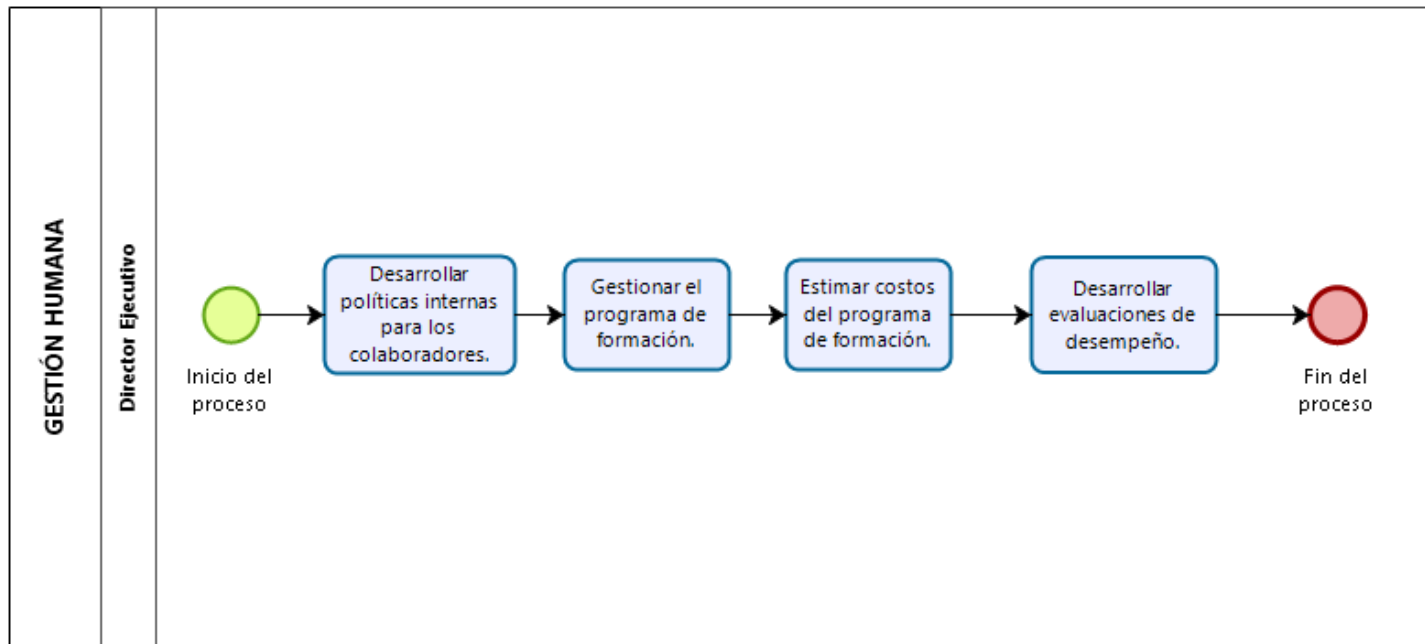 GESTIÓN HUMANA
Director Ejecutivo
Inicio del
proceso
Desarrollar
políticas internas
para los
colaboradores.
Gestionar el
programa de
formación.
Estimar costos
del programa
de formación.
Desarrollar
evaluaciones de
desempeño.
Fin del
proceso